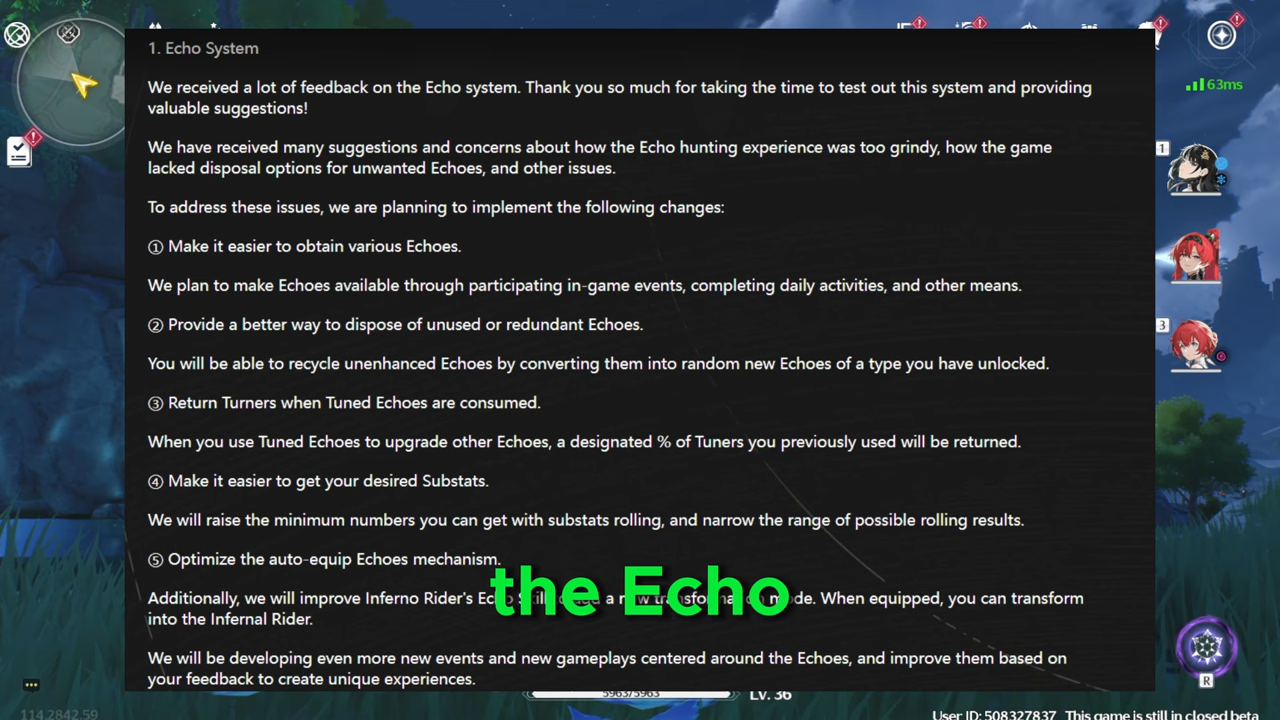 1. Echo System
We received a lot of feedback on the Echo system. Thank you so much for taking the time to test out this system and providing
valuable suggestions!
We have received many suggestions and concerns about how the Echo hunting experience was too grindy, how the game
lacked disposal options for unwanted Echoes, and other issues.
To address these issues, we are planning to implement the following changes:
① Make it easier to obtain various Echoes.
We plan to make Echoes available through participating in-game events, completing daily activities, and other means.
② Provide a better way to dispose of unused or redundant Echoes.
You will be able to recycle unenhanced Echoes by converting them into random new Echoes of a type you have unlocked.
③ Return Turners when Tuned Echoes are consumed.
When you use Tuned Echoes to upgrade other Echoes, a designated % of Tuners you previously used will be returned.
④ Make it easier to get your desired Substats.
We will raise the minimum numbers you can get with substats rolling, and narrow the range of possible rolling results.
⑤ Optimize the auto-equip Echoes mechanism.
the Echo
Additionally, we will improve Inferno Rider's a mode. When equipped, you can transform
into the Infernal Rider.
We will be developing even more new events and new gameplays centered around the Echoes, and improve them based on
your feedback to create unique experiences.
63ms
1
3
R
5963/5963
Lv. 36
114.2842.59
User ID: 508327837 This game is still in closed beta